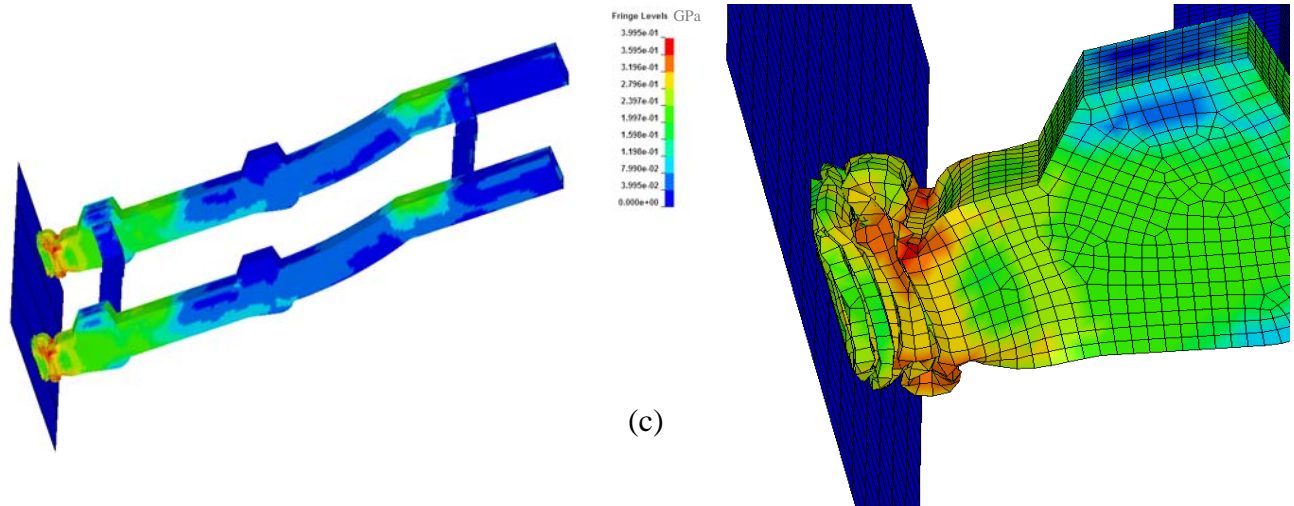 Fringe Levels GPa
3.995e-01
3.595e-01
3.196e-01
2.796e-01
2.397e-01
1.997e-01
1.598e-01
1.198e-01
7.990e-02
3.995e-02
0.000e+00
(c)